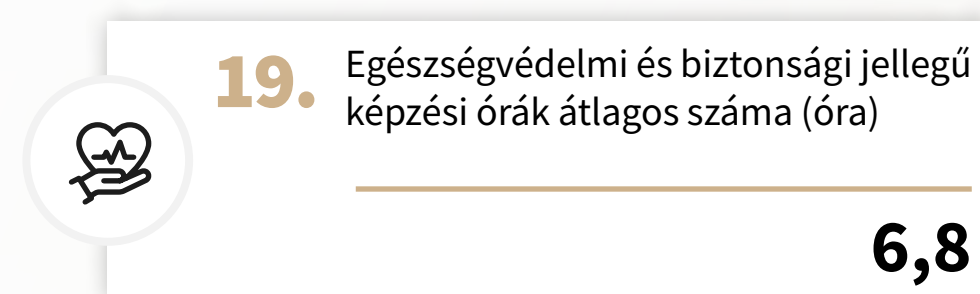 19. Egészségvédelmi és biztonsági jellegű
képzési órák átlagos száma (óra)
6,8